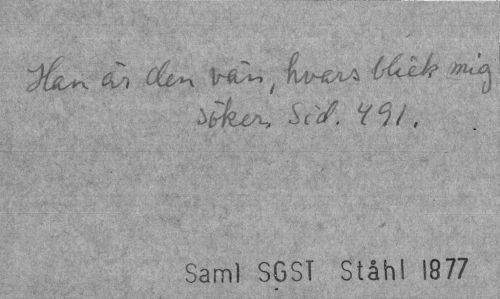 Han är den vän, hvars blick mig
söker. Sid. 491.
Saml SGST Ståhl 1877